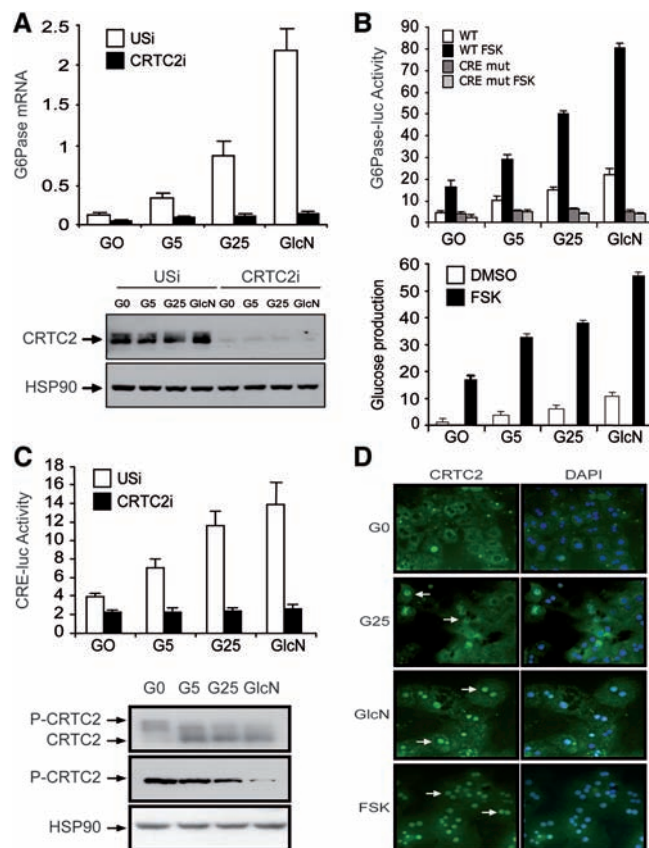 A
USi
CRTC2i
G6Pase mRNA
2.5
2
1.5
1
0.5
0
GO G5 G25 GlcN
USi CRTC2i
G0 G5 G25 GlcN G0 G5 G25 GlcN
CRTC2
HSP90
B
WT
WT FSK
CRE mut
CRE mut FSK
G6Pase-luc Activity
90
80
70
60
50
40
30
20
10
0
GO G5 G25 GlcN
DMSO
FSK
Glucose production
60
50
40
30
20
10
0
GO G5 G25 GlcN
C
USi
CRTC2i
CRE-luc Activity
18
16
14
12
10
8
6
4
2
0
GO G5 G25 GlcN
G0 G5 G25 GlcN
P-CRTC2
CRTC2
P-CRTC2
HSP90
D
CRTC2 DAPI
G0
G25
GlcN
FSK